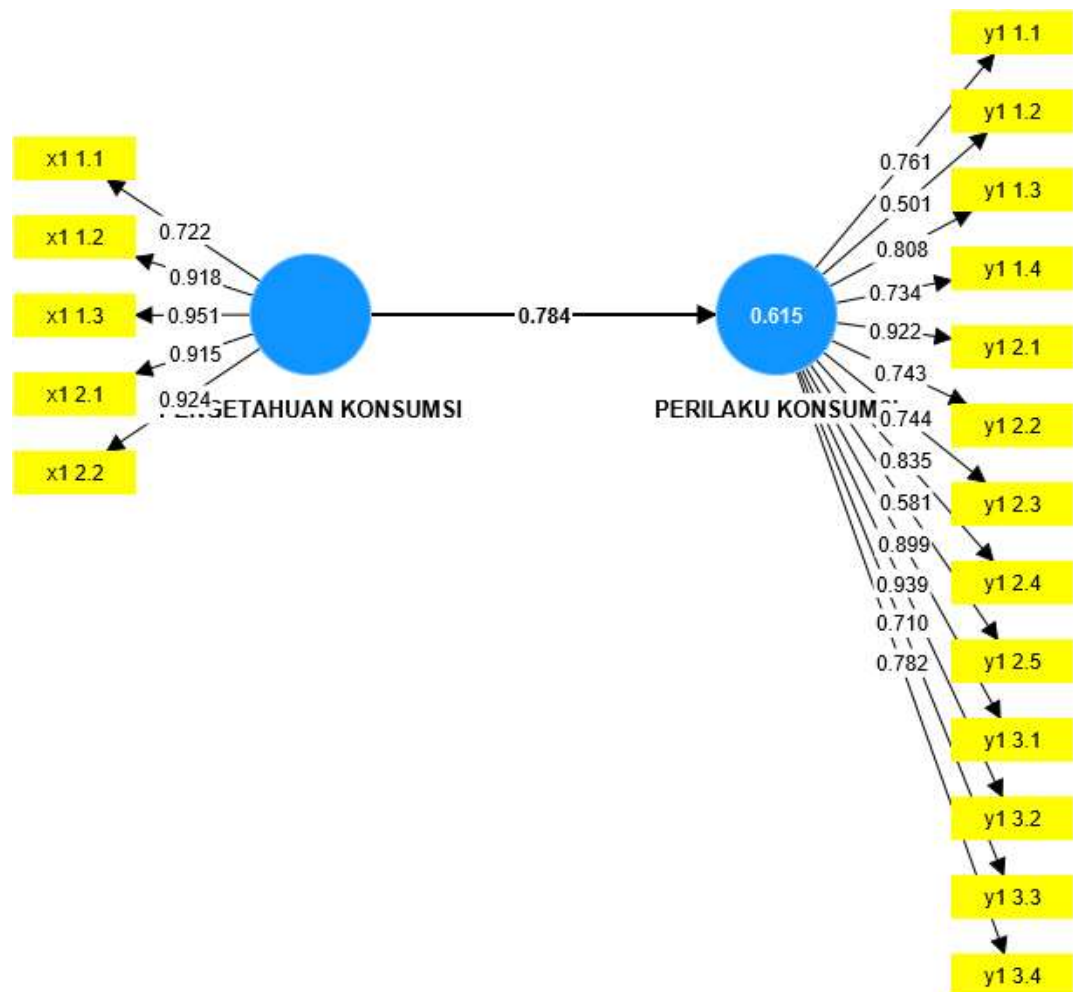 x1 1.1
x1 1.2
x1 1.3
x1 2.1
x1 2.2
0.722
0.918
0.951
0.915
0.924
KONSUMSI
0.784
0.615
PERILAKU
0.761
0.501
0.808
0.734
0.922
0.743
0.744
0.835
0.581
0.899
0.939
0.710
0.782
y1 1.1
y1 1.2
y1 1.3
y1 1.4
y1 2.1
y1 2.2
y1 2.3
y1 2.4
y1 2.5
y1 3.1
y1 3.2
y1 3.3
y1 3.4